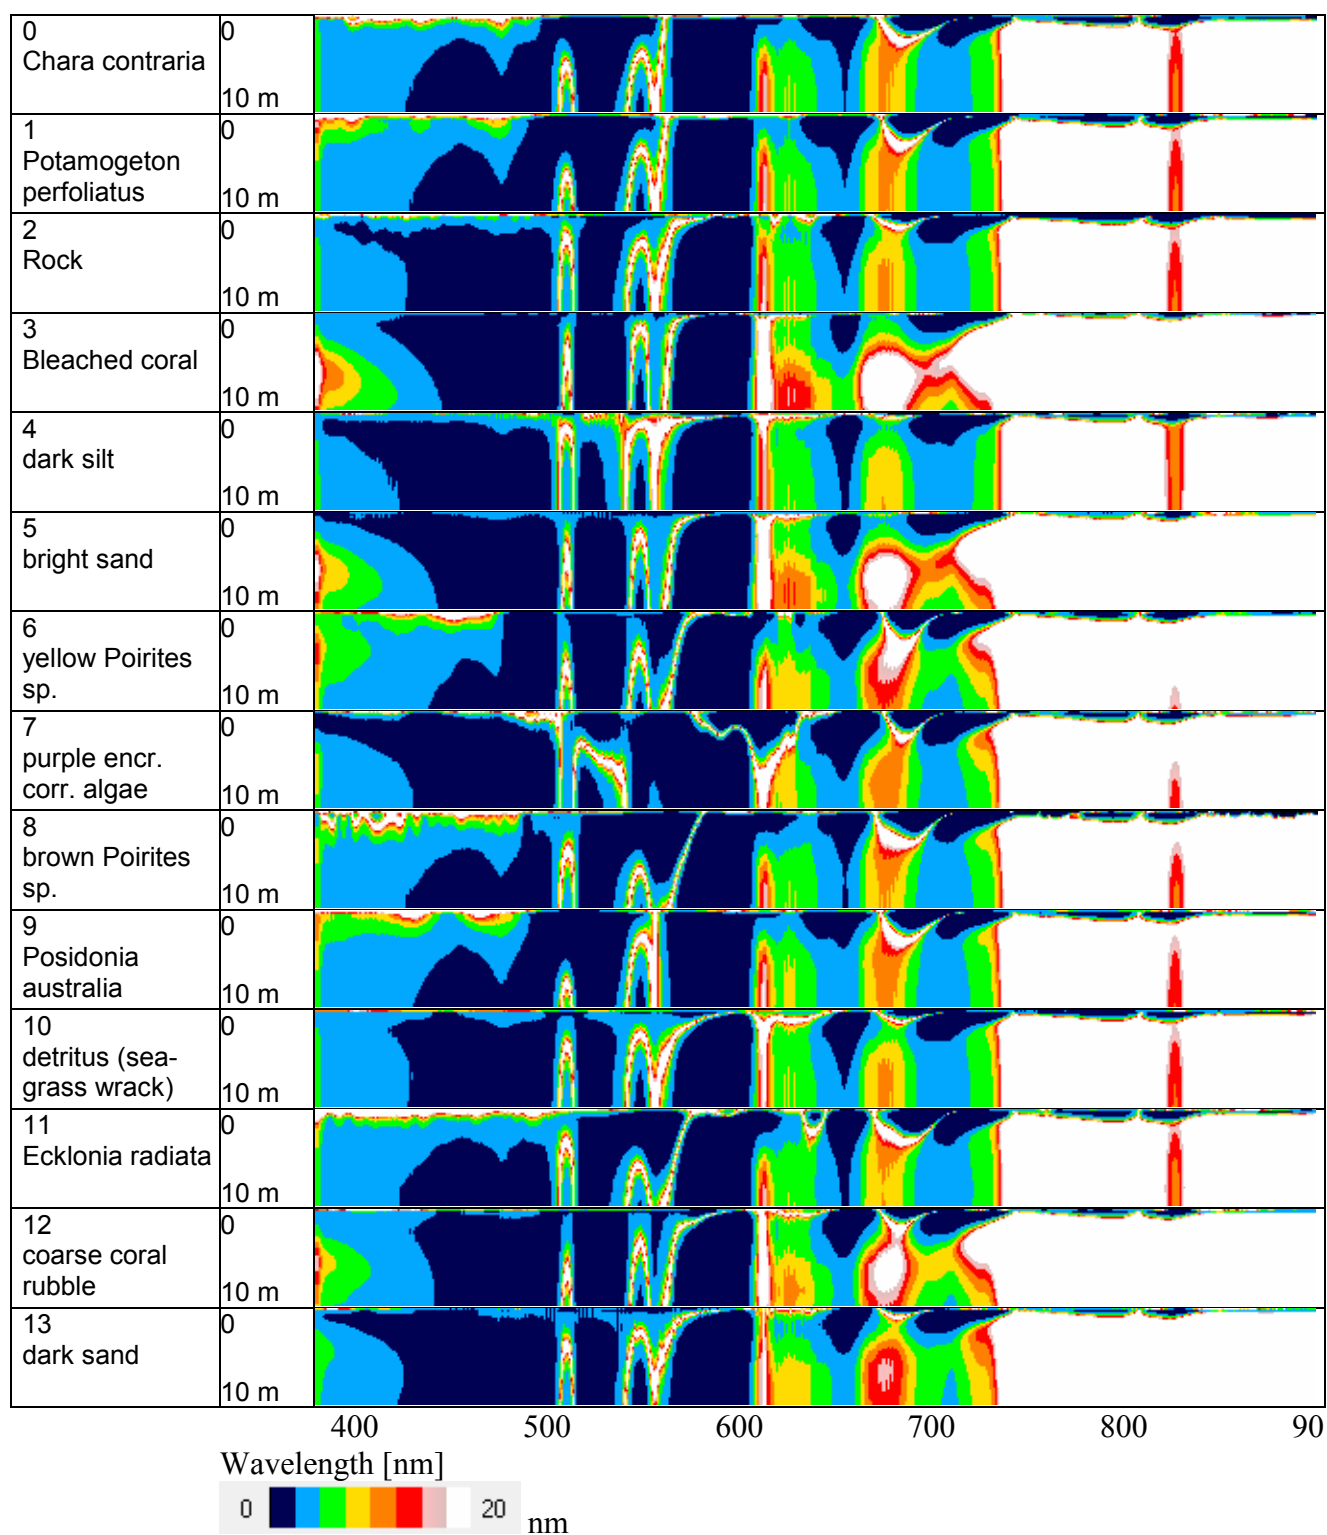 0
Chara contraria
0
10 m
1
Potamogeton
perfoliatus
0
10 m
2
Rock
0
10 m
3
Bleached coral
0
10 m
4
dark silt
0
10 m
5
bright sand
0
10 m
6
yellow Poirites
sp.
0
10 m
7
purple encr.
corr. algae
0
10 m
8
brown Poirites
sp.
0
10 m
9
Posidonia
australia
0
10 m
10
detritus (sea-
grass wrack)
0
10 m
11
Ecklonia radiata
0
10 m
12
coarse coral
rubble
0
10 m
13
dark sand
0
10 m
400 500 600 700 800 90
Wavelength [nm]
0 20 nm